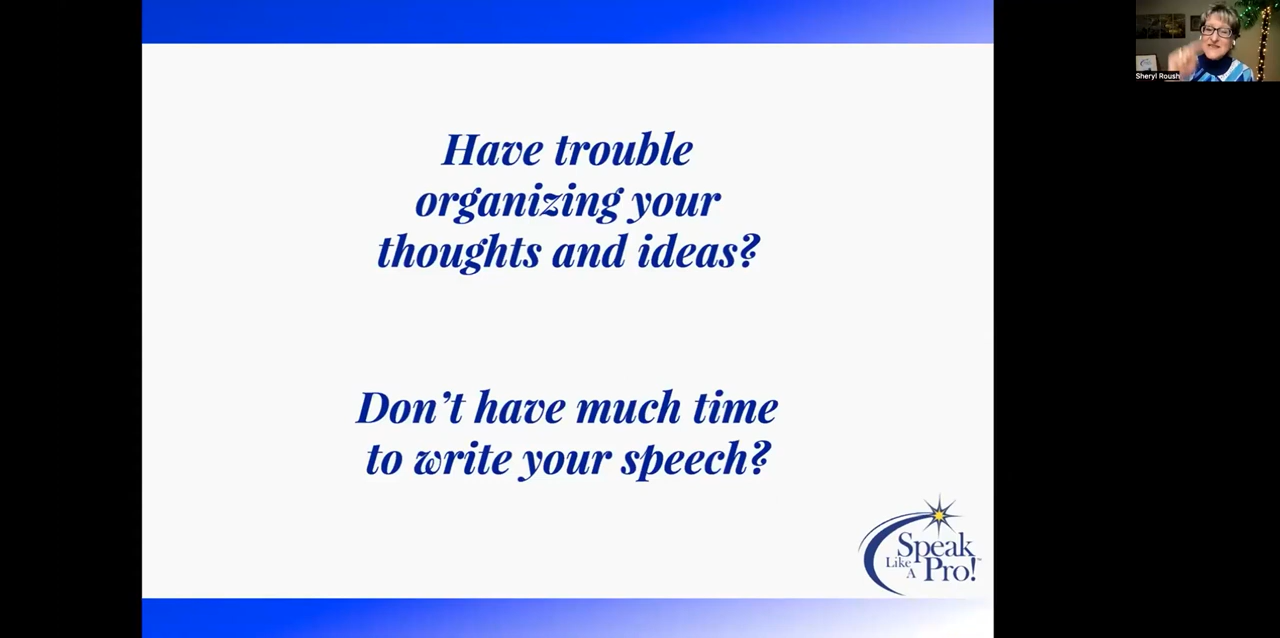 Sheryl Roush
Have trouble
organizing your
thoughts and ideas?
Don't have much time
to write your speech?
Speak
Like
A Pro!™